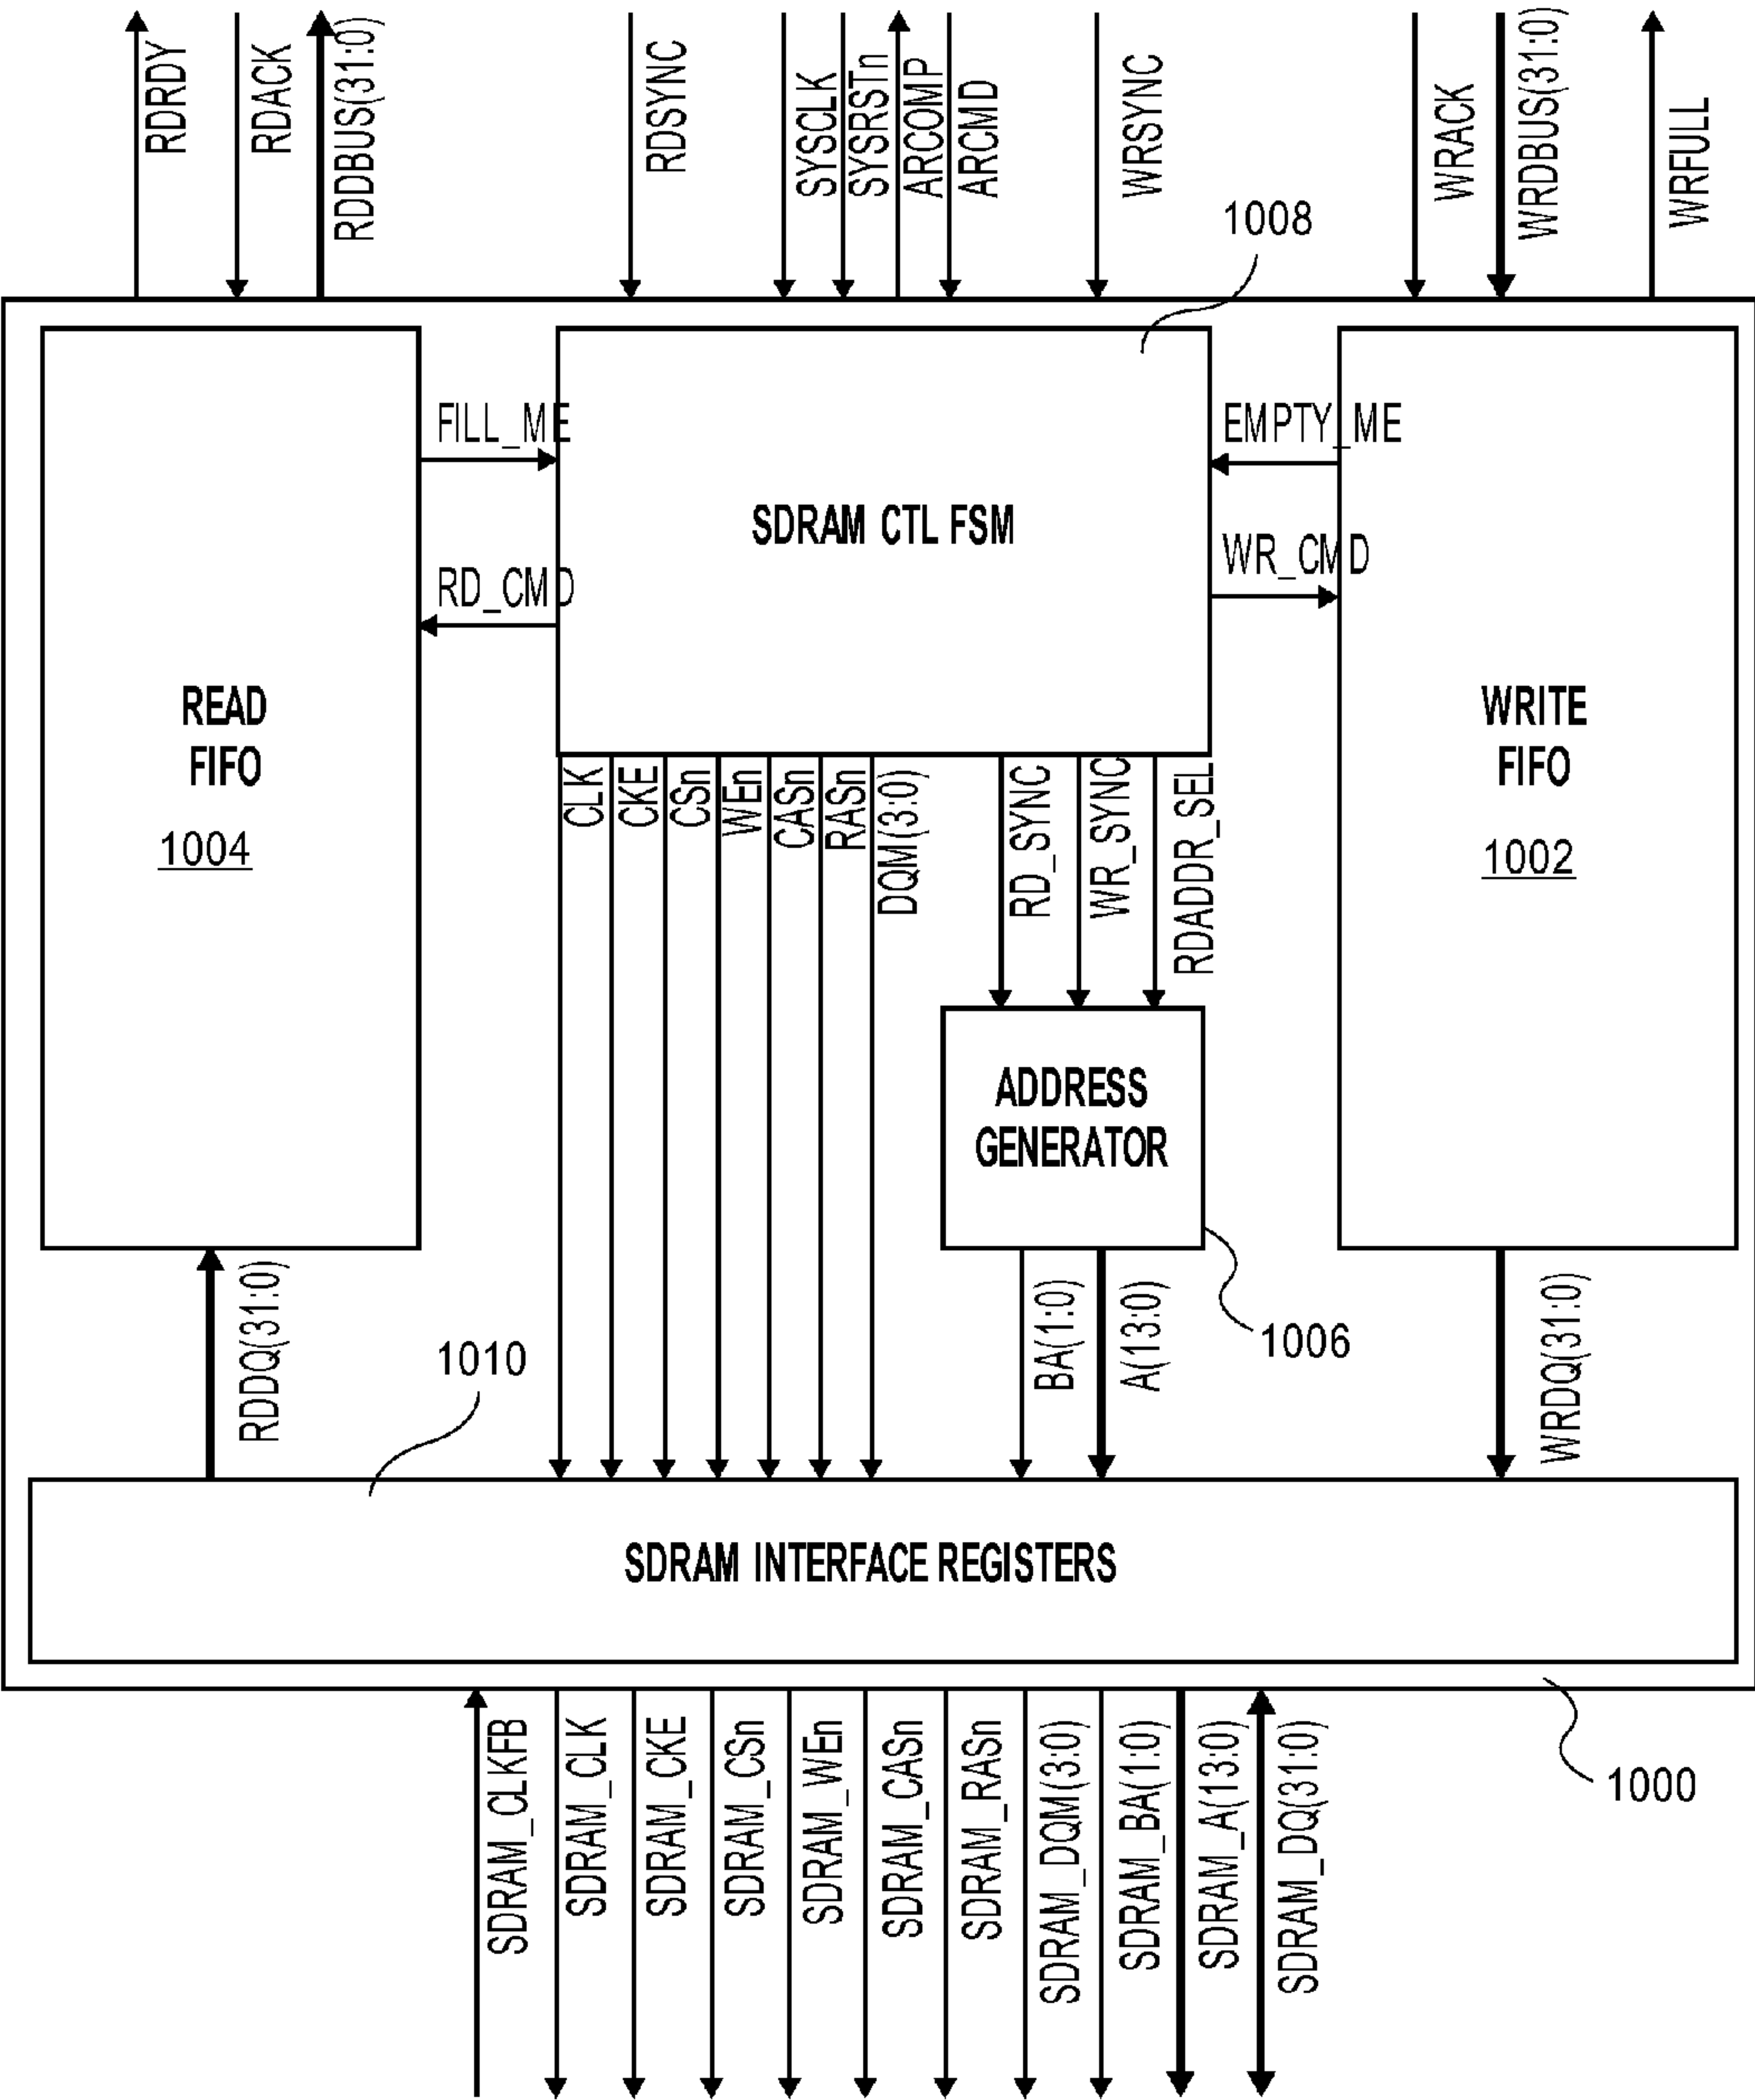 RDRDY
RDACK
RDDBUS(31:0)
RDSYNC
SYSCLK
SYSRSTn
ARCOMP
ARCMD
WRSYNC
WRACK
WRDBUS(31:0)
WRFULL
1008
FILL_ME
EMPTY_ME
SDRAM CTL FSM
RD_CMD
WR_CMD
READ
FIFO
1004
WRITE
FIFO
1002
CLK
CKE
CSn
WEn
CASn
RASn
DQM(3:0)
RD_SYNC
WR_SYNC
RDADDR_SEL
ADDRESS
GENERATOR
RDDQ(31:0)
1010
BA(1:0)
A(13:0)
1006
WRDQ(31:0)
SDRAM INTERFACE REGISTERS
SDRAM_CLKFB
SDRAM_CLK
SDRAM_CKE
SDRAM_CSn
SDRAM_WEn
SDRAM_CASn
SDRAM_RASn
SDRAM_DQM(3:0)
SDRAM_BA(1:0)
SDRAM_A(13:0)
SDRAM_DQ(31:0)
1000